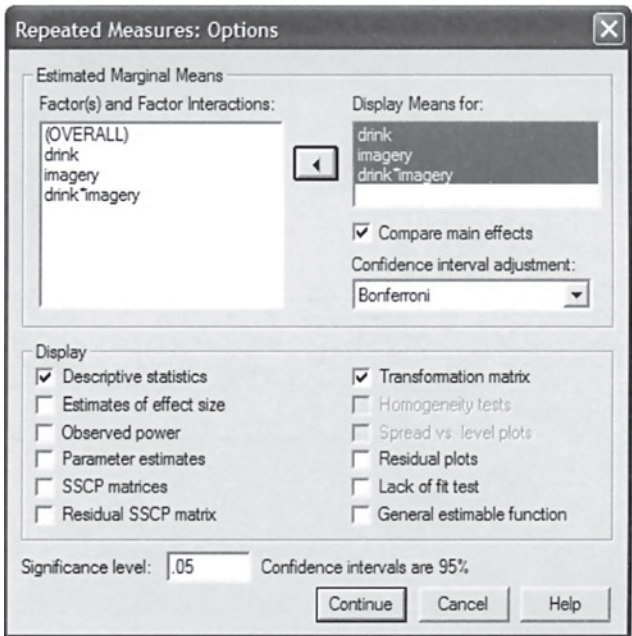 Repeated Measures: Options
Estimated Marginal Means
Factor(s) and Factor Interactions:
(OVERALL)
drink
imagery
drink*imagery
Display Means for:
drink
imagery
drink*imagery
Compare main effects
Confidence interval adjustment:
Bonferroni
Display
Descriptive statistics
Estimates of effect size
Observed power
Parameter estimates
SSCP matrices
Residual SSCP matrix
Transformation matrix
Homogeneity tests
Spread vs. level plots
Residual plots
Lack of fit test
General estimable function
Significance level: .05 Confidence intervals are 95%
Continue Cancel Help